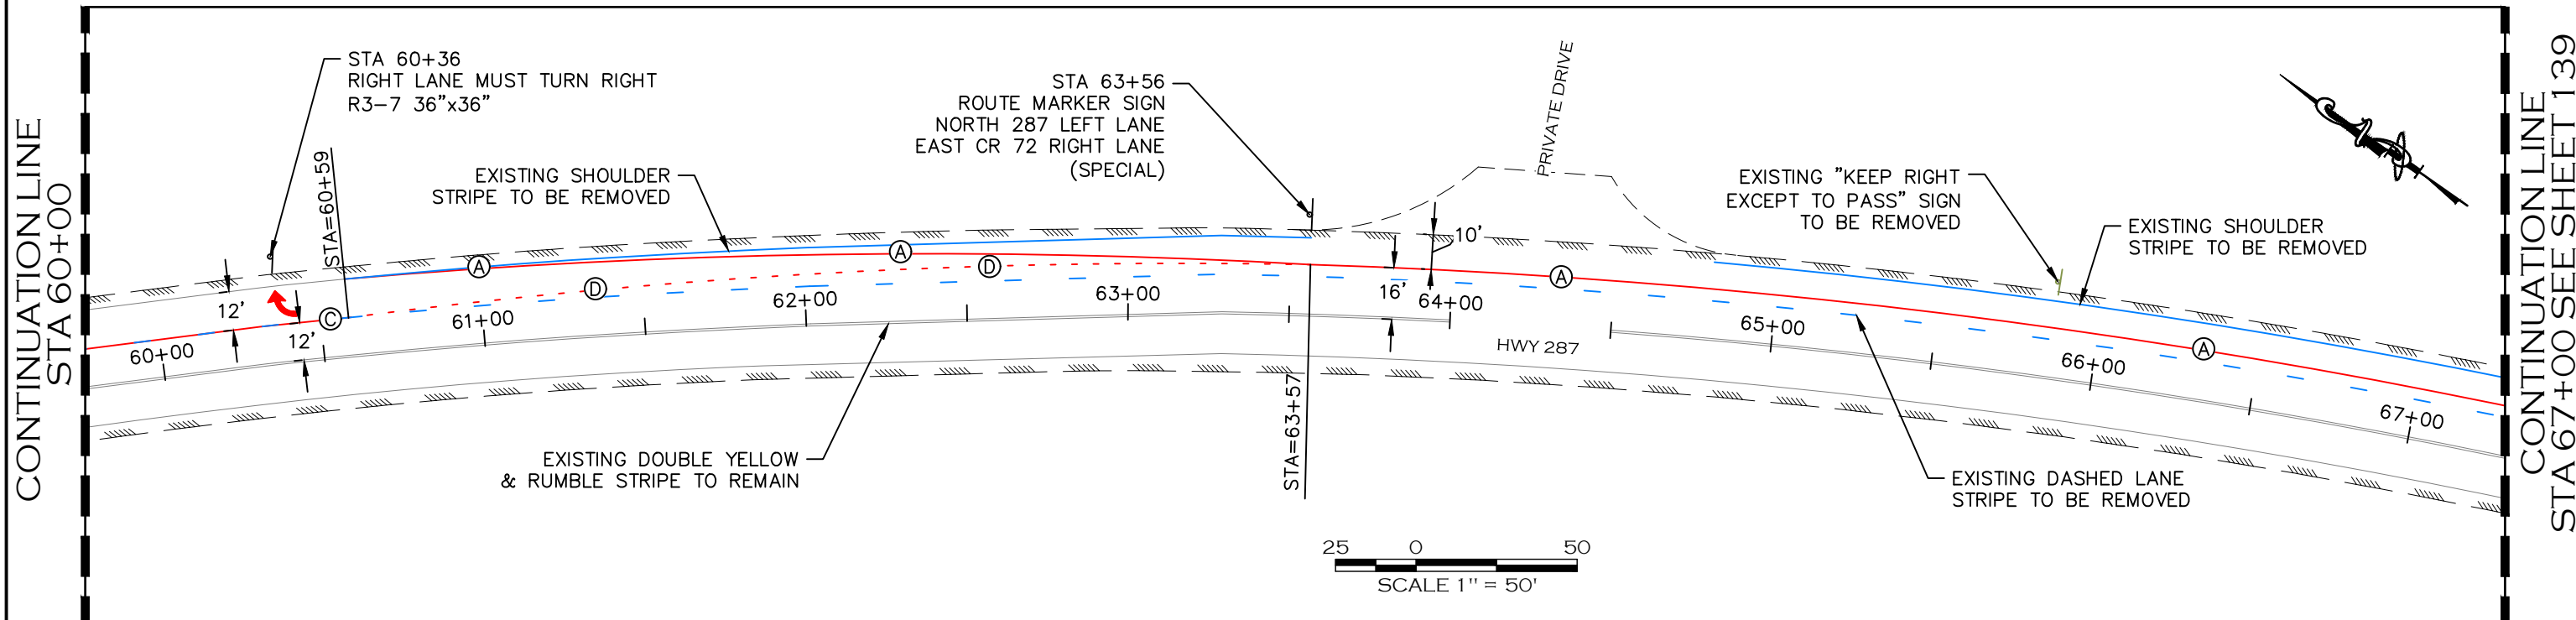 CONTINUATION LINE
STA 60+00
STA 60+36
RIGHT LANE MUST TURN RIGHT
R3-7 36"x36"
STA=60+59
EXISTING SHOULDER
STRIPE TO BE REMOVED
STA 63+56
ROUTE MARKER SIGN
NORTH 287 LEFT LANE
EAST CR 72 RIGHT LANE
(SPECIAL)
PRIVATE DRIVE
EXISTING "KEEP RIGHT
EXCEPT TO PASS" SIGN
TO BE REMOVED
EXISTING SHOULDER
STRIPE TO BE REMOVED
10'
A
A
D
D
A
A
C
12'
12'
16'
60+00
61+00
62+00
63+00
64+00
65+00
66+00
67+00
HWY 287
STA=63+57
EXISTING DOUBLE YELLOW
& RUMBLE STRIPE TO REMAIN
EXISTING DASHED LANE
STRIPE TO BE REMOVED
25 0 50
SCALE 1" = 50'
CONTINUATION LINE
STA 67+00 SEE SHEET 139